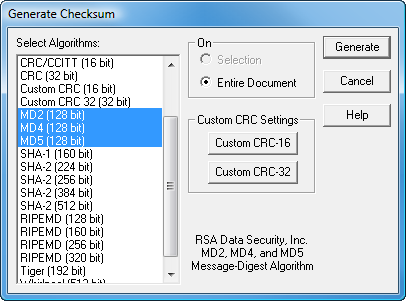 Generate Checksum
Select Algorithms:
CRC/CCITT (16 bit)
CRC (32 bit)
Custom CRC (16 bit)
Custom CRC 32 (32 bit)
MD2 (128 bit)
MD4 (128 bit)
MD5 (128 bit)
SHA-1 (160 bit)
SHA-2 (224 bit)
SHA-2 (256 bit)
SHA-2 (384 bit)
SHA-2 (512 bit)
RIPEMD (128 bit)
RIPEMD (160 bit)
RIPEMD (256 bit)
RIPEMD (320 bit)
Tiger (192 bit)
Whirlpool (512 bit)
On
Selection
Entire Document
Custom CRC Settings
Custom CRC-16
Custom CRC-32
RSA Data Security, Inc.
MD2, MD4, and MD5
Message-Digest Algorithm
Generate
Cancel
Help